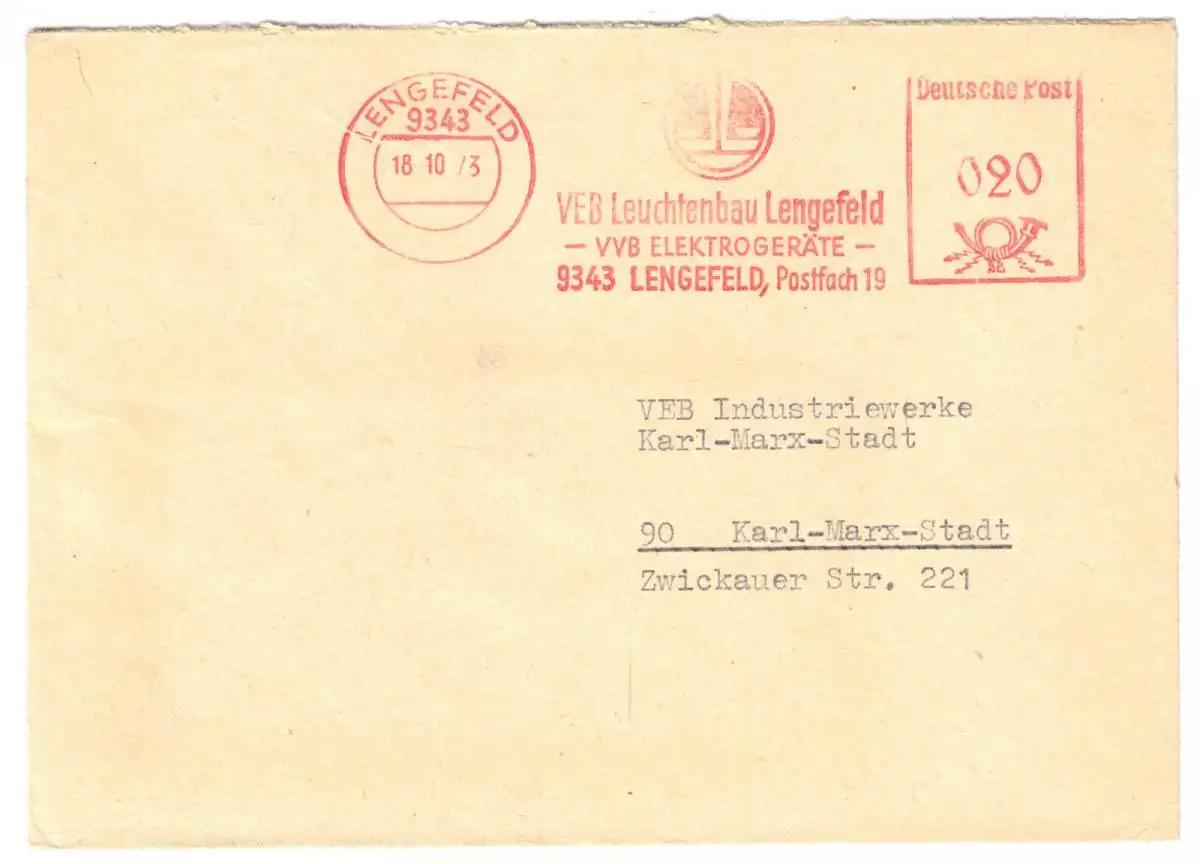 LENGEFELD
9343
18 10 73
VEB Leuchtenbau Lengefeld
– VVB ELEKTROGERÄTE –
9343 LENGEFELD, Postfach 19
Deutsche Post
020
VEB Industriewerke
Karl-Marx-Stadt
90 Karl-Marx-Stadt
Zwickauer Str. 221